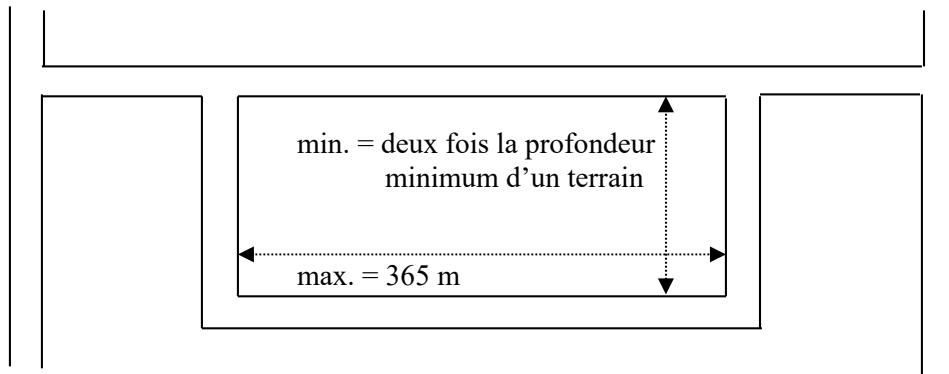 min. = deux fois la profondeur
minimum d’un terrain
max. = 365 m